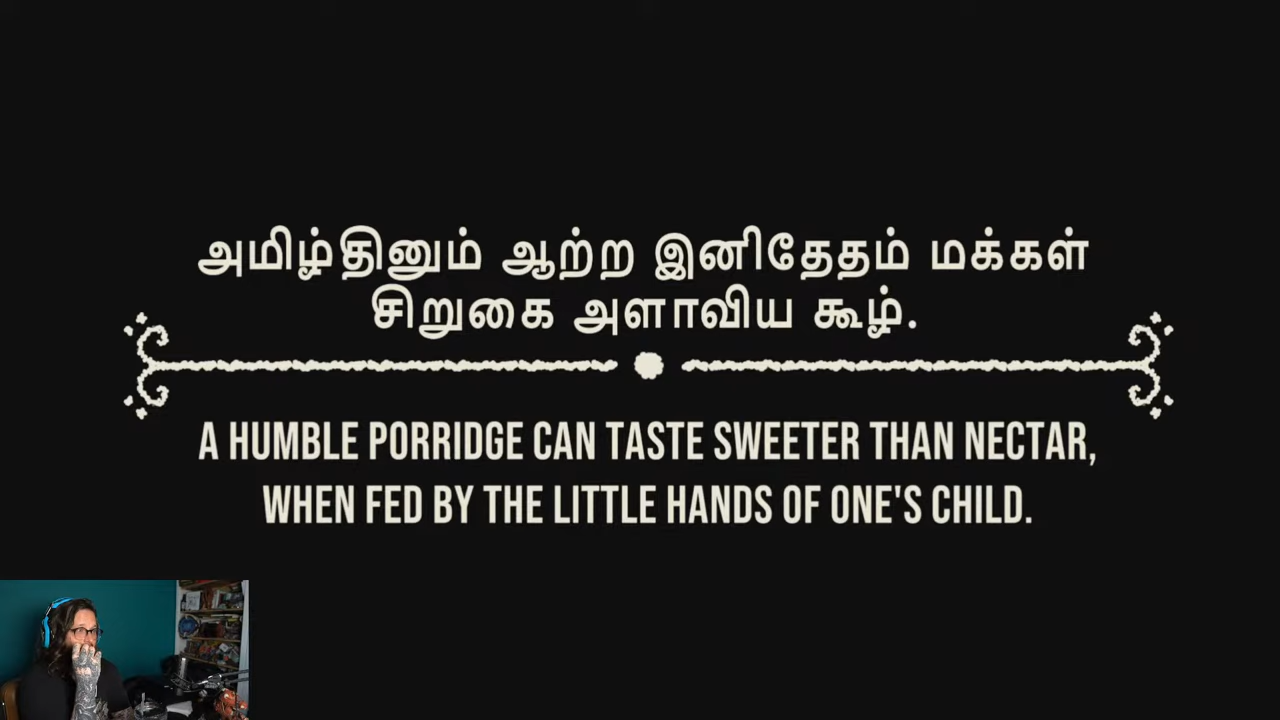 அமிழ்தினும் ஆற்ற இனிதேதம் மக்கள்
சிறுகை அளாவிய கூழ்.
A HUMBLE PORRIDGE CAN TASTE SWEETER THAN NECTAR,
WHEN FED BY THE LITTLE HANDS OF ONE'S CHILD.